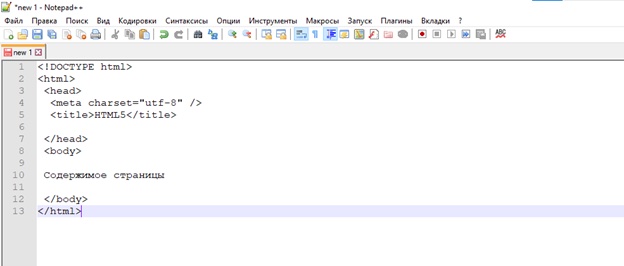 *new 1 - Notepad++
Файл Правка Поиск Вид Кодировки Синтаксисы Опции Инструменты Макросы Запуск Плагины Вкладки ?
new 1
1 <!DOCTYPE html>
2 <html>
3 <head>
4 <meta charset="utf-8" />
5 <title>HTML5</title>
6
7 </head>
8 <body>
9
10 Содержимое страницы
11
12 </body>
13 </html>